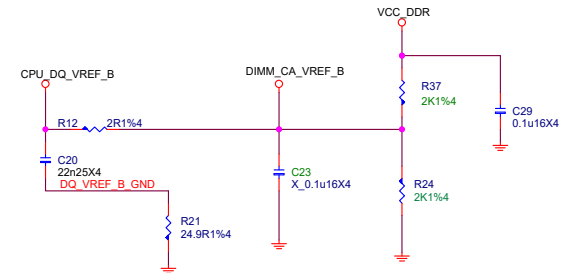 VCC_DDR
CPU_DQ_VREF_B
DIMM_CA_VREF_B
R37
2K1%4
C29
0.1u16X4
R12
2R1%4
C20
22n25X4
DQ_VREF_B_GND
C23
X_0.1u16X4
R24
2K1%4
R21
24.9R1%4